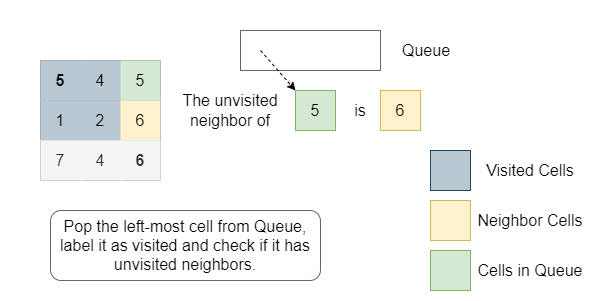 Queue
5 4 5
The unvisited
neighbor of
5 is 6
1 2 6
7 4 6
Visited Cells
Neighbor Cells
Cells in Queue
Pop the left-most cell from Queue,
label it as visited and check if it has
unvisited neighbors.